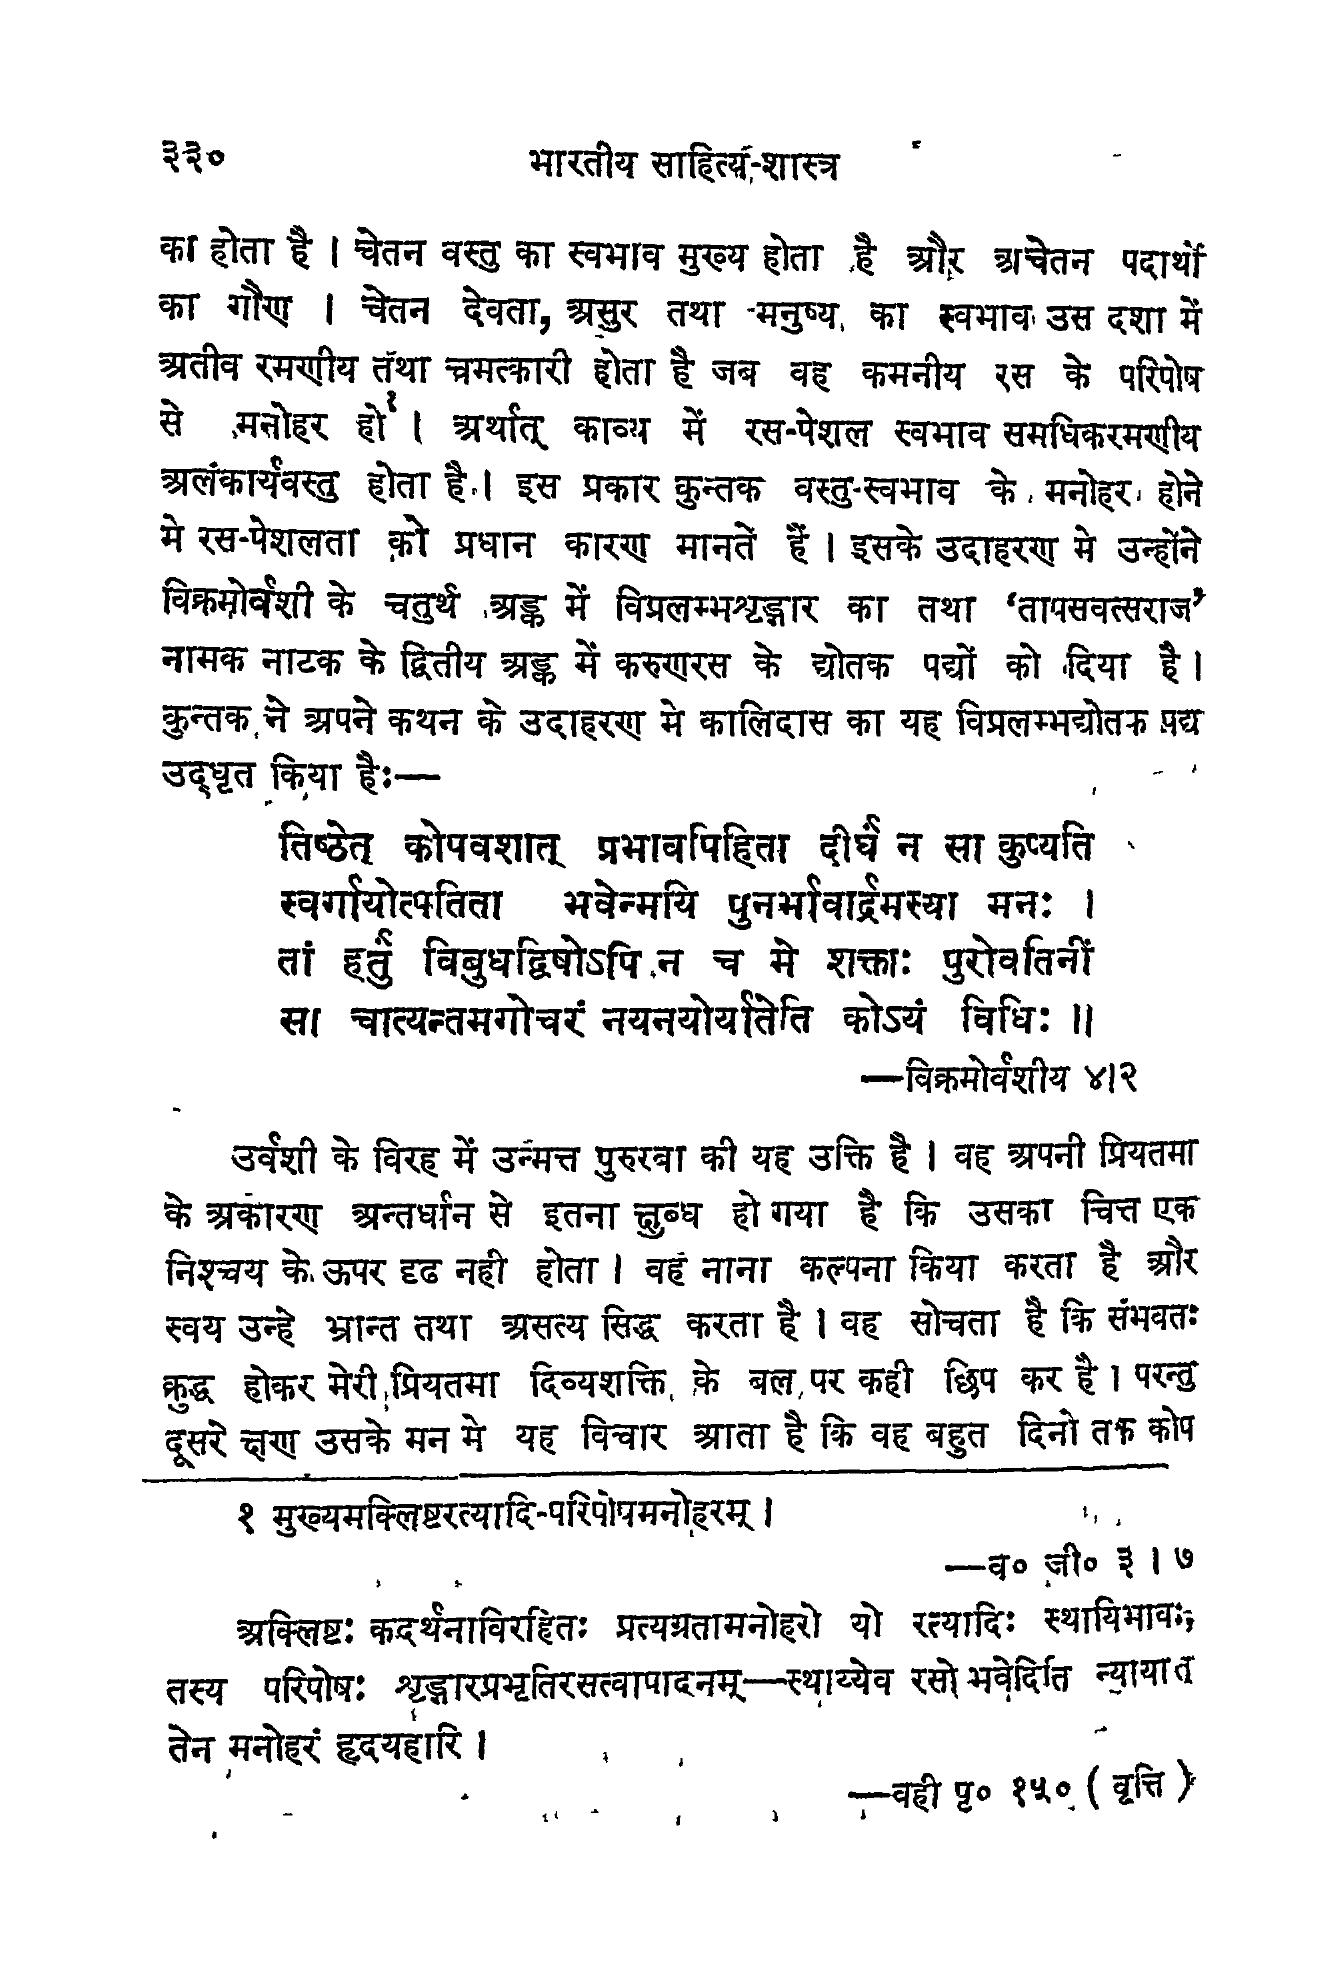 ३३०
भारतीय साहित्य-शास्त्र
का होता है । चेतन वस्तु का स्वभाव मुख्य होता है और अचेतन पदार्थों
का गौण । चेतन देवता, असुर तथा मनुष्य का स्वभाव उस दशा में
अतीव रमणीय तथा चमत्कारी होता है जब वह कमनीय रस के परिपोष
से मनोहर हो१ । अर्थात् काव्य में रस-पेशल स्वभाव समधिकरमणीय
अलंकार्यवस्तु होता है । इस प्रकार कुन्तक वस्तु-स्वभाव के मनोहर होने
मे रस-पेशलता को प्रधान कारण मानतें हैं । इसके उदाहरण मे उन्होंने
विक्रमोर्वशी के चतुर्थ अङ्क में विप्रलम्भशृङ्गार का तथा ‘तापसवत्सराज’
नामक नाटक के द्वितीय अङ्क में करुणरस के द्योतक पद्यों को दिया है ।
कुन्तक ने अपने कथन के उदाहरण मे कालिदास का यह विप्रलम्भद्योतक पद्य
उद्धृत किया हैः—
तिष्ठेत् कोपवशात् प्रभावपिहिता दीर्घं न सा कुप्यति
स्वर्गायोत्पतिता भवेन्मयि पुनर्भावार्द्रमस्या मनः ।
तां हर्तुं विबुधद्विषोऽपि न च मे शक्ताः पुरोवर्तिनीं
सा चात्यन्तमगोचरं नयनयोर्यातेति कोऽयं विधिः ॥
—विक्रमोर्वशीय ४।२
उर्वशी के विरह में उन्मत्त पुरुरवा की यह उक्ति है । वह अपनी प्रियतमा
के अकारण अन्तर्धान से इतना क्षुब्ध हो गया है कि उसका चित्त एक
निश्चय के ऊपर दृढ नही होता । वह नाना कल्पना किया करता है और
स्वय उन्हे भ्रान्त तथा असत्य सिद्ध करता है । वह सोचता है कि संभवतः
क्रुद्ध होकर मेरी प्रियतमा दिव्यशक्ति के बल पर कही छिप कर है । परन्तु
दूसरे क्षण उसके मन मे यह विचार आता है कि वह बहुत दिनो तक कोप
१ मुख्यमक्लिष्टरत्यादि-परिपोषमनोहरम् ।
—व० जी० ३ । ७
अक्लिष्टः कदर्थनाविरहितः प्रत्यग्रतामनोहरो यो रत्यादिः स्थायिभावः,
तस्य परिपोषः शृङ्गारप्रभृतिरसत्वापादनम्—स्थाय्येव रसो भवेदिति न्यायात
तेन मनोहरं हृदयहारि ।
—वही पृ० १५० ( वृत्ति )